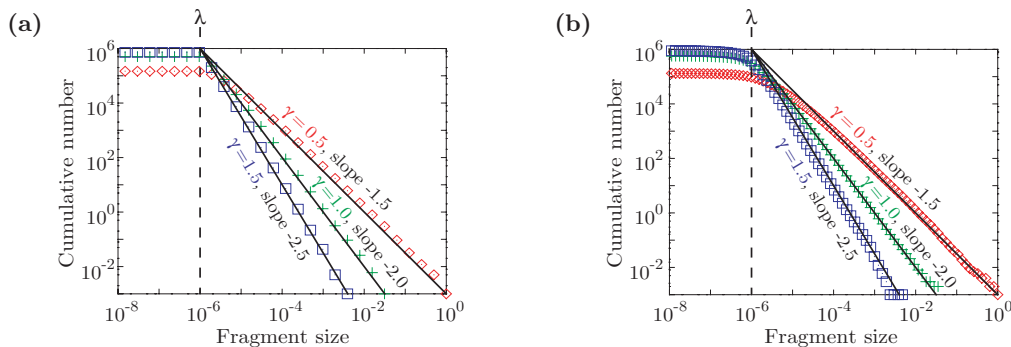 (a)
λ
10^6
10^4
10^2
10^0
10^-2
Cumulative number
γ = 0.5, slope -1.5
γ=1.0, slope -2.0
γ=1.5, slope -2.5
10^-8
10^-6
10^-4
10^-2
10^0
Fragment size
(b)
λ
10^6
10^4
10^2
10^0
10^-2
Cumulative number
γ = 0.5, slope -1.5
γ=1.0, slope -2.0
γ=1.5, slope -2.5
10^-8
10^-6
10^-4
10^-2
10^0
Fragment size